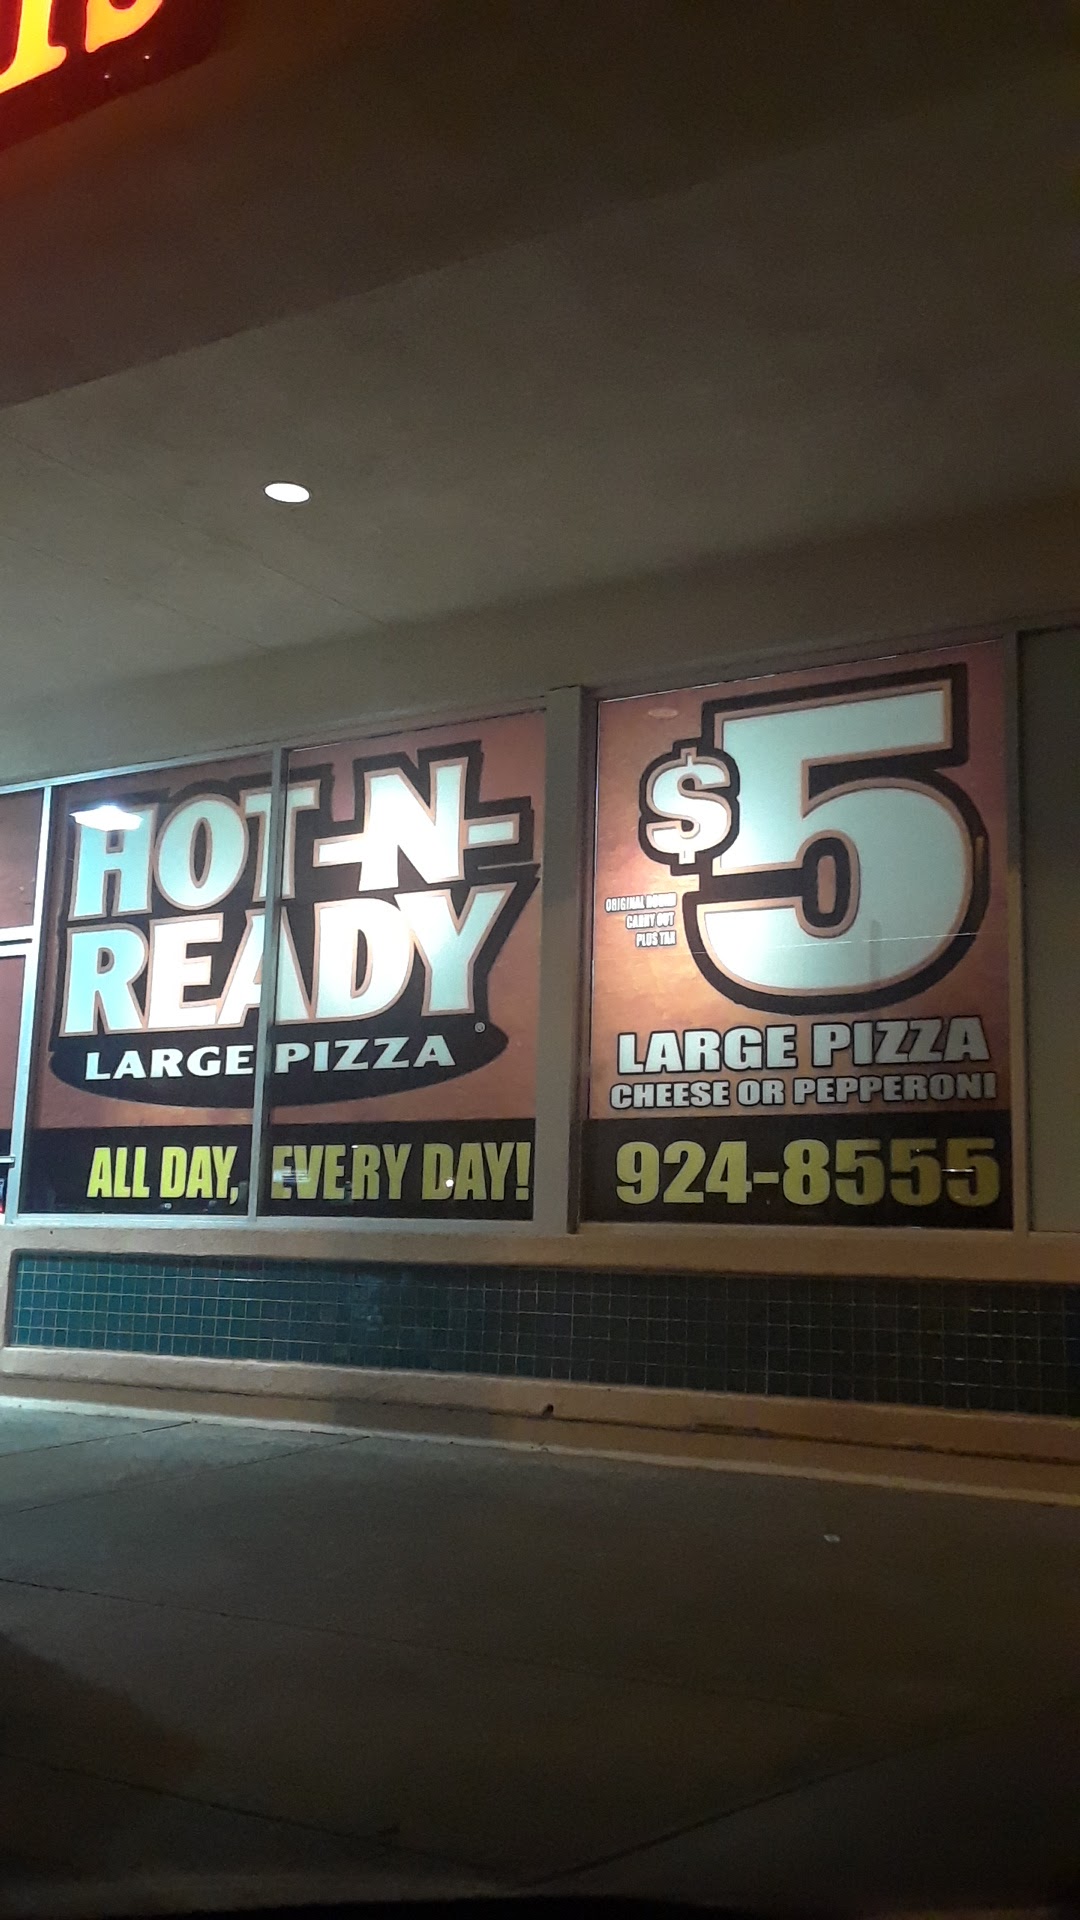 HOT-N-
READY
LARGE PIZZA
®
ALL DAY, EVERY DAY!
$5
ORIGINAL ROUND
CARRY OUT
PLUS TAX
LARGE PIZZA
CHEESE OR PEPPERONI
924-8555